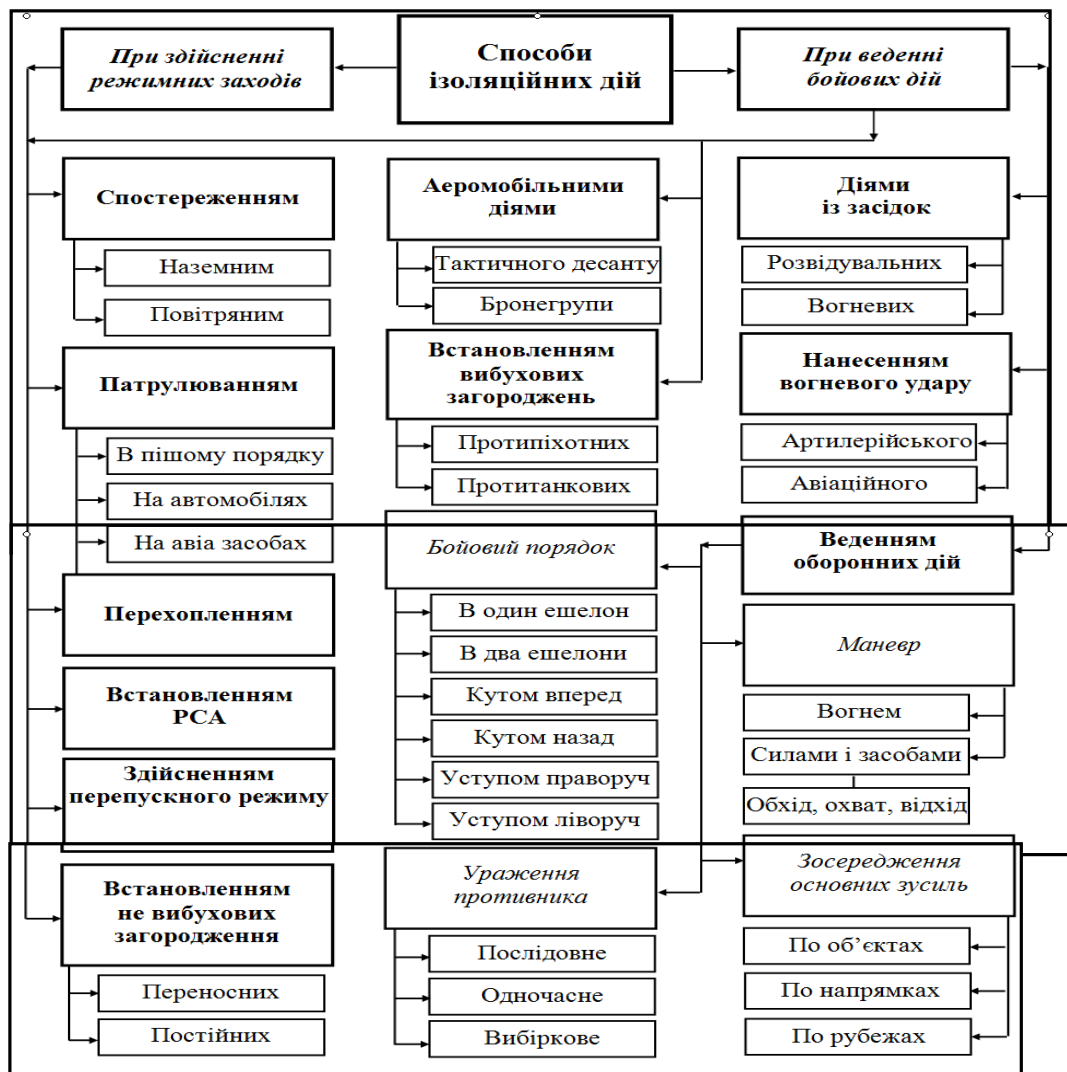 При здійсненні
режимних заходів
Способи
ізоляційних дій
При веденні
бойових дій
Спостереженням
Наземним
Повітряним
Патрулюванням
В пішому порядку
На автомобілях
На авіа засобах
Перехопленням
Встановленням
РСА
Здійсненням
перепускного режиму
Встановленням
не вибухових
загородження
Переносних
Постійних
Аеромобільними
діями
Тактичного десанту
Бронегрупи
Встановленням
вибухових
загороджень
Протипіхотних
Протитанкових
Бойовий порядок
В один ешелон
В два ешелони
Кутом вперед
Кутом назад
Уступом праворуч
Уступом ліворуч
Ураження
противника
Послідовне
Одночасне
Вибіркове
Діями
із засідок
Розвідувальних
Вогневих
Нанесенням
вогневого удару
Артилерійського
Авіаційного
Веденням
оборонних дій
Маневр
Вогнем
Силами і засобами
Обхід, охват, відхід
Зосередження
основних зусиль
По об’єктах
По напрямках
По рубежах